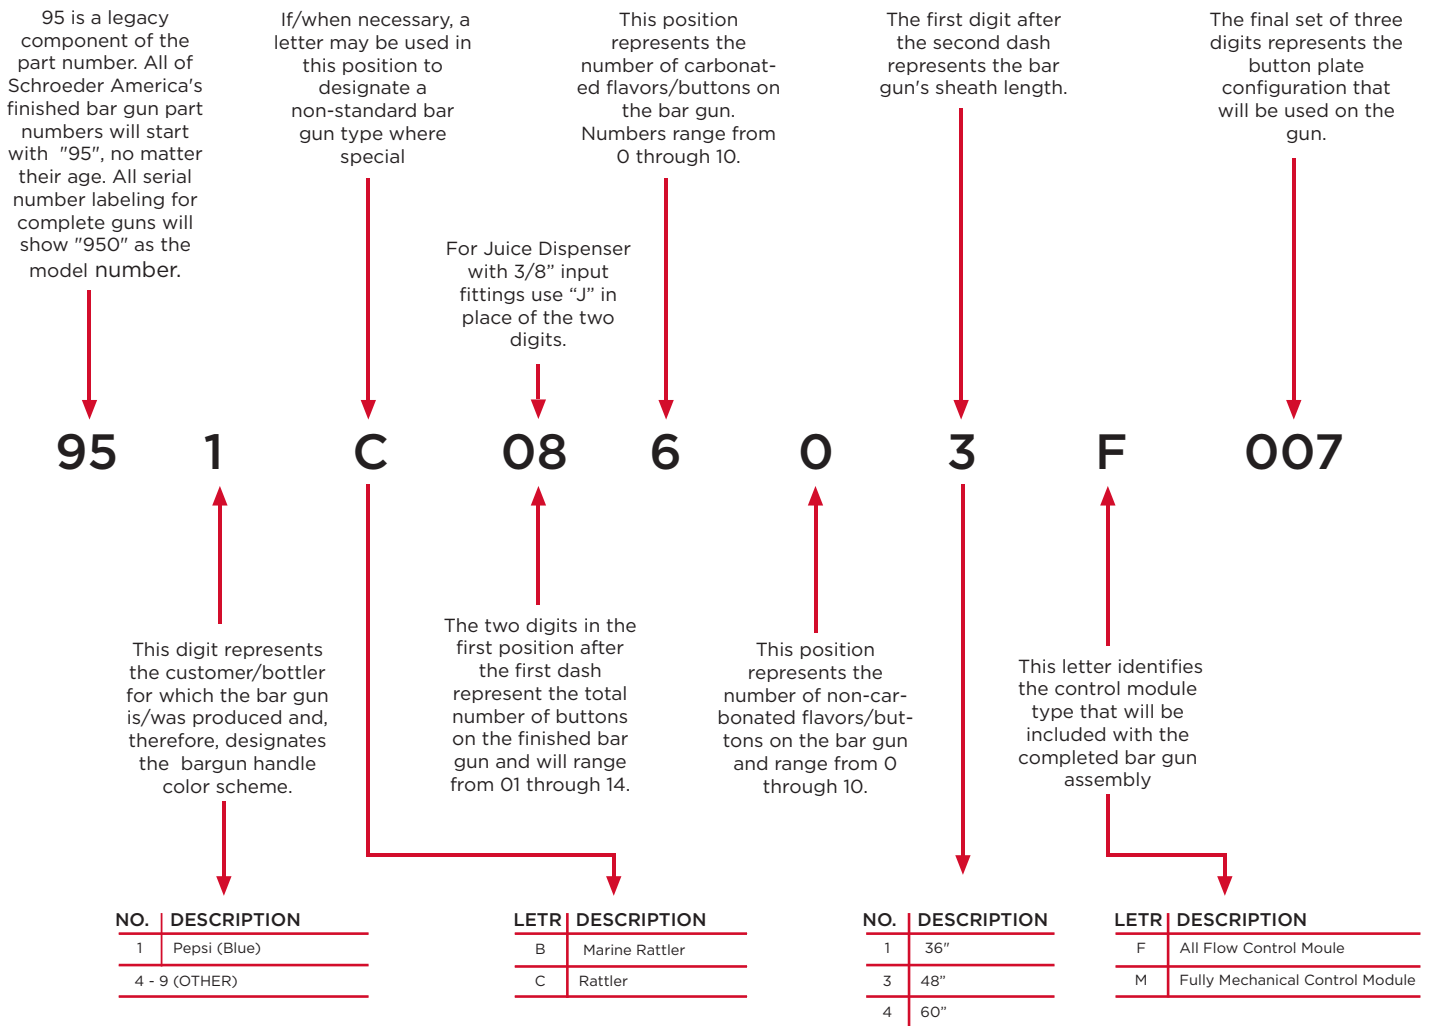 95 is a legacy
component of the
part number. All of
Schroeder America's
finished bar gun part
numbers will start
with "95", no matter
their age. All serial
number labeling for
complete guns will
show "950" as the
model number.
If/when necessary, a
letter may be used in
this position to
designate a
non-standard bar
gun type where
special
For Juice Dispenser
with 3/8” input
fittings use “J” in
place of the two
digits.
This position
represents the
number of carbonat-
ed flavors/buttons on
the bar gun.
Numbers range from
0 through 10.
The first digit after
the second dash
represents the bar
gun's sheath length.
The final set of three
digits represents the
button plate
configuration that
will be used on the
gun.
95 1 C 08 6 0 3 F 007
This digit represents
the customer/bottler
for which the bar gun
is/was produced and,
therefore, designates
the bargun handle
color scheme.
The two digits in the
first position after
the first dash
represent the total
number of buttons
on the finished bar
gun and will range
from 01 through 14.
This position
represents the
number of non-car-
bonated flavors/but-
tons on the bar gun
and range from 0
through 10.
This letter identifies
the control module
type that will be
included with the
completed bar gun
assembly
NO. DESCRIPTION
1 Pepsi (Blue)
4 - 9 (OTHER)
LETR DESCRIPTION
B Marine Rattler
C Rattler
NO. DESCRIPTION
1 36"
3 48”
4 60”
LETR DESCRIPTION
F All Flow Control Moule
M Fully Mechanical Control Module